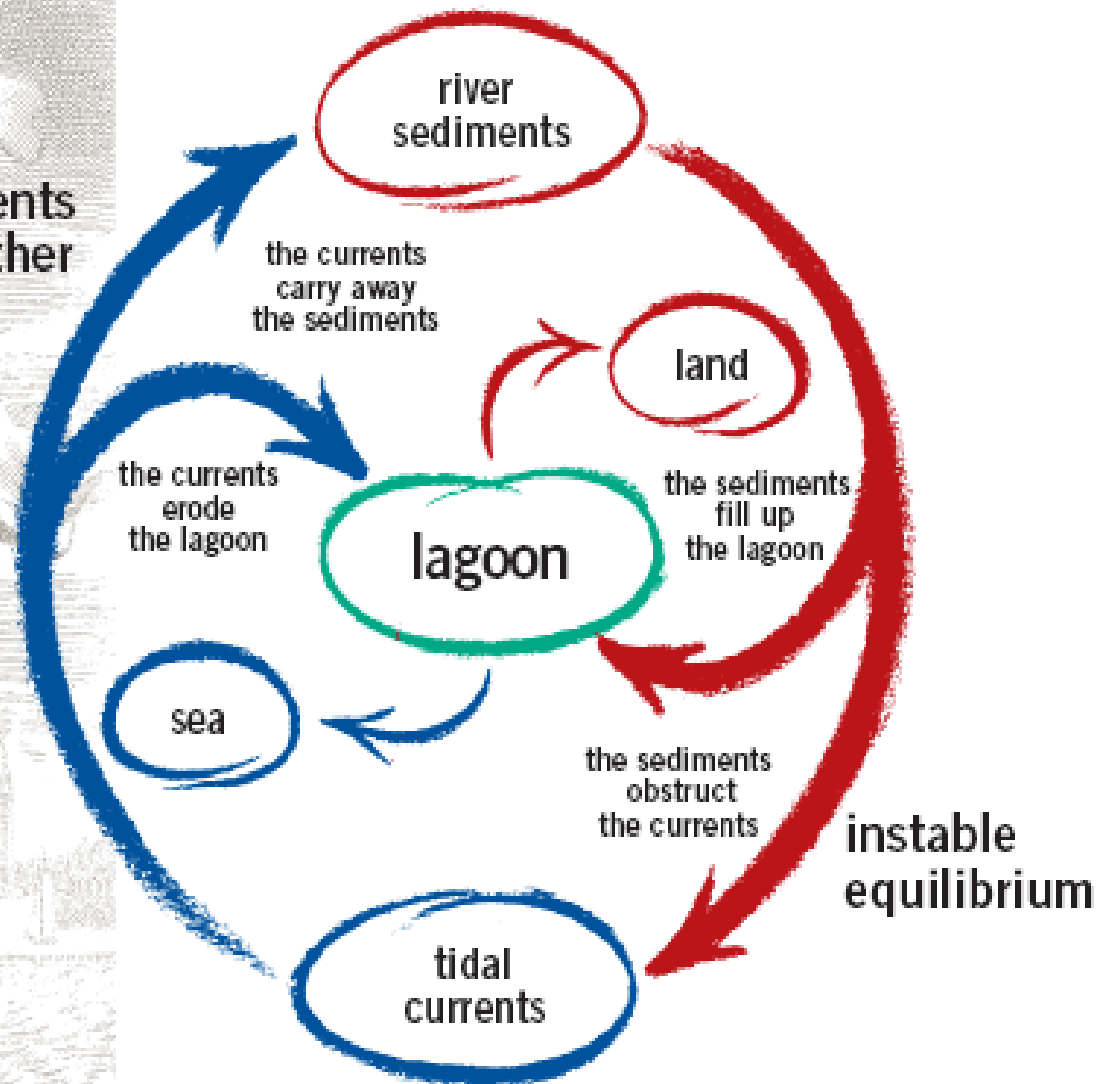 river
sediments
the currents
carry away
the sediments
land
the currents
erode
the lagoon
the sediments
fill up
the lagoon
lagoon
sea
the sediments
obstruct
the currents
instable
equilibrium
tidal
currents